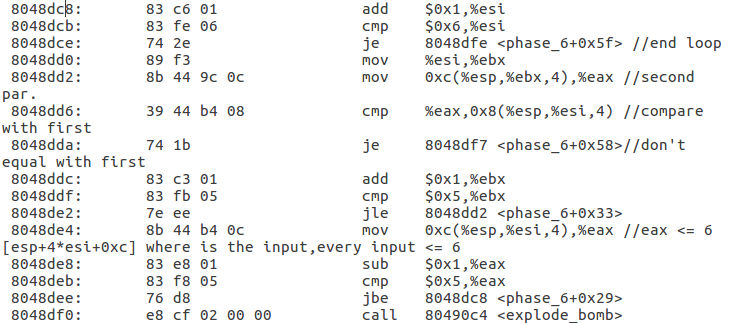 8048dc8: 83 c6 01 add $0x1,%esi
8048dcb: 83 fe 06 cmp $0x6,%esi
8048dce: 74 2e je 8048dfe <phase_6+0x5f> //end loop
8048dd0: 89 f3 mov %esi,%ebx
8048dd2: 8b 44 9c 0c mov 0xc(%esp,%ebx,4),%eax //second
par.
8048dd6: 39 44 b4 08 cmp %eax,0x8(%esp,%esi,4) //compare
with first
8048dda: 74 1b je 8048df7 <phase_6+0x58>//don't
equal with first
8048ddc: 83 c3 01 add $0x1,%ebx
8048ddf: 83 fb 05 cmp $0x5,%ebx
8048de2: 7e ee jle 8048dd2 <phase_6+0x33>
8048de4: 8b 44 b4 0c mov 0xc(%esp,%esi,4),%eax //eax <= 6
[esp+4*esi+0xc] where is the input,every input <= 6
8048de8: 83 e8 01 sub $0x1,%eax
8048deb: 83 f8 05 cmp $0x5,%eax
8048dee: 76 d8 jbe 8048dc8 <phase_6+0x29>
8048df0: e8 cf 02 00 00 call 80490c4 <explode_bomb>